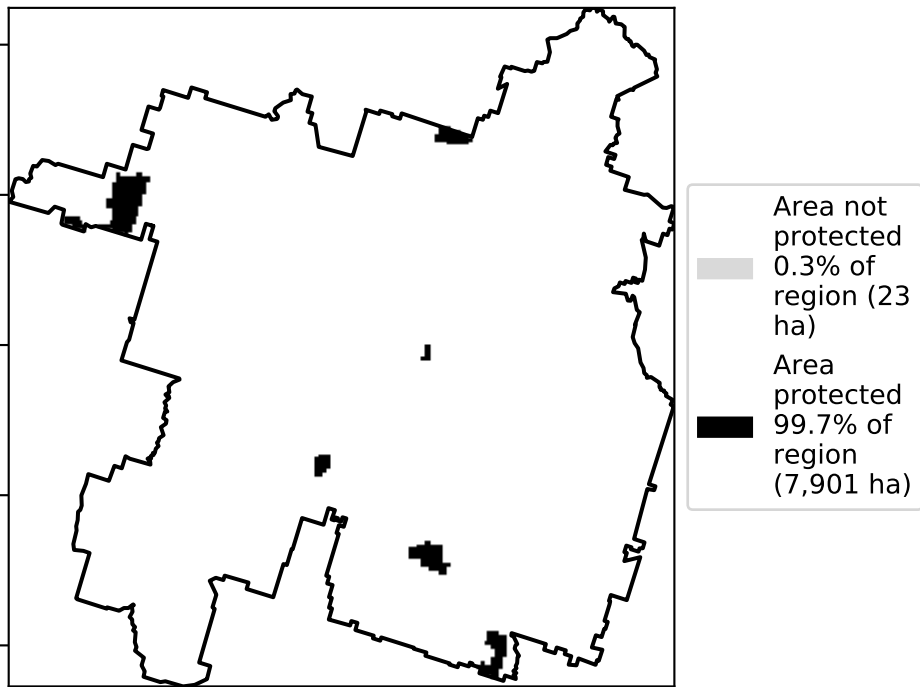 Area not
protected
0.3% of
region (23
ha)
Area
protected
99.7% of
region
(7,901 ha)